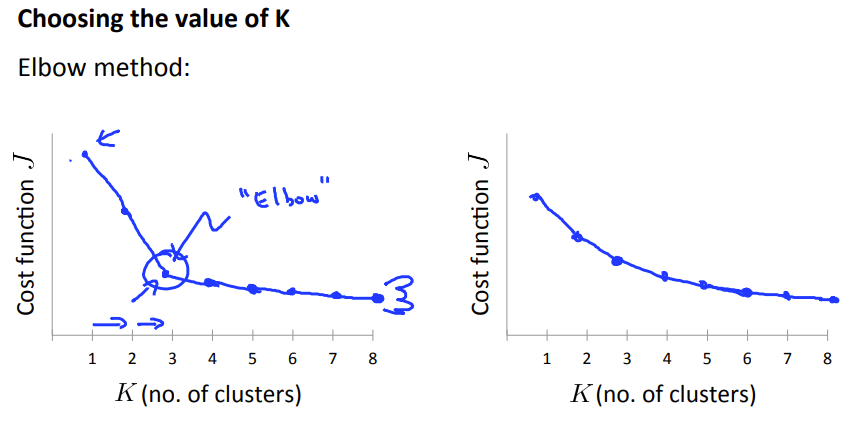 Choosing the value of K
Elbow method:
Cost function J
"Elbow"
1 2 3 4 5 6 7 8
K (no. of clusters)
Cost function J
1 2 3 4 5 6 7 8
K (no. of clusters)